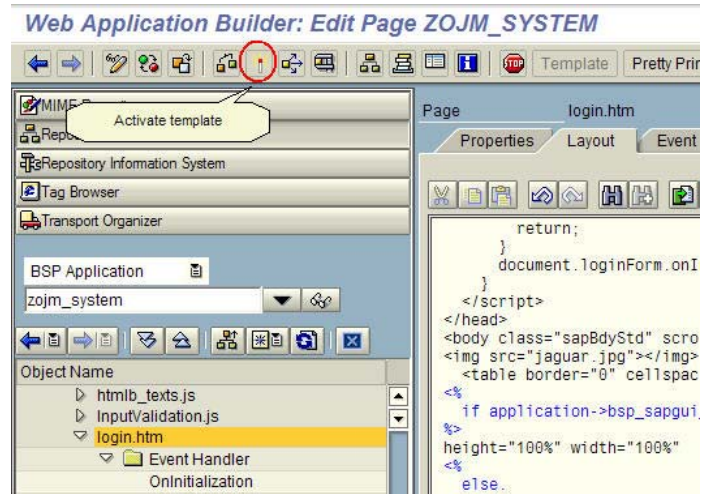 Web Application Builder: Edit Page ZOJM_SYSTEM
Template Pretty Prin
MIME
Activate template
Repo
Repository Information System
Tag Browser
Transport Organizer
BSP Application
zojm_system
Object Name
htmlb_texts.js
InputValidation.js
login.htm
Event Handler
OnInitialization
Page login.htm
Properties Layout Event
return;
}
document.loginForm.onI
}
</script>
</head>
<body class="sapBdyStd" scro
<img src="jaguar.jpg"></img>
<table border="0" cellspac
<%
if application->bsp_sapgui_
%>
height="100%" width="100%"
<%
else.